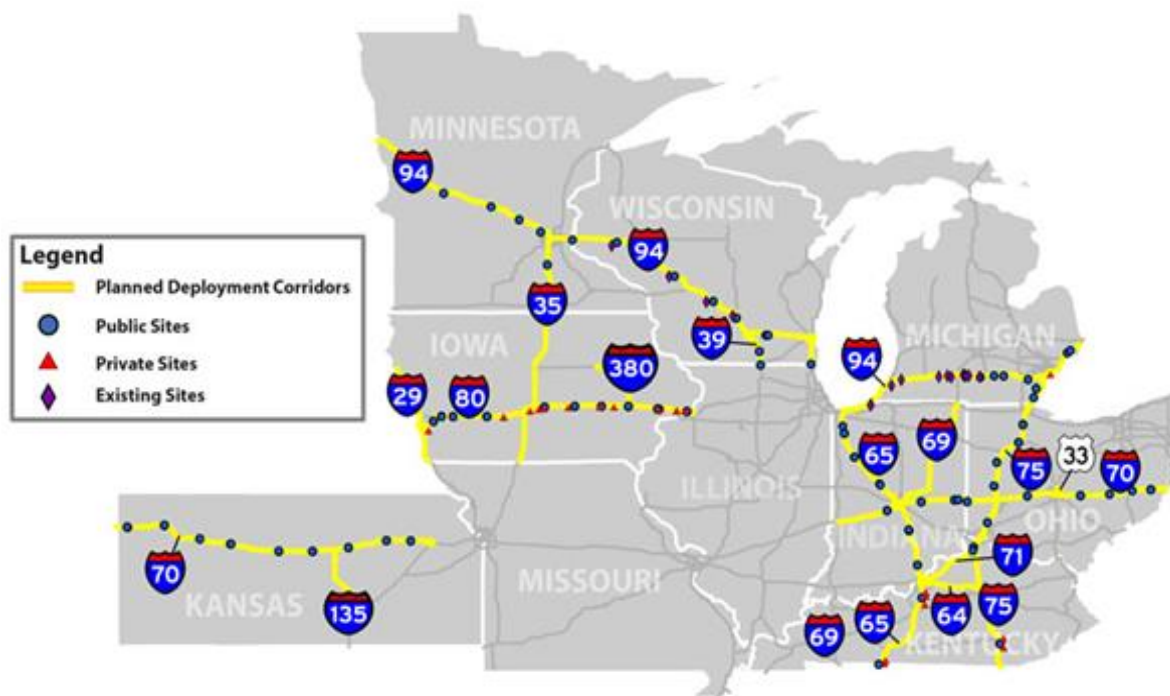 MINNESOTA
94
WISCONSIN
94
Legend
Planned Deployment Corridors
Public Sites
Private Sites
Existing Sites
35
39
MICHIGAN
94
IOWA
380
29
80
69
65
75
33
70
ILLINOIS
INDIANA
OHIO
71
70
KANSAS
135
MISSOURI
69
65
64
75
KENTUCKY